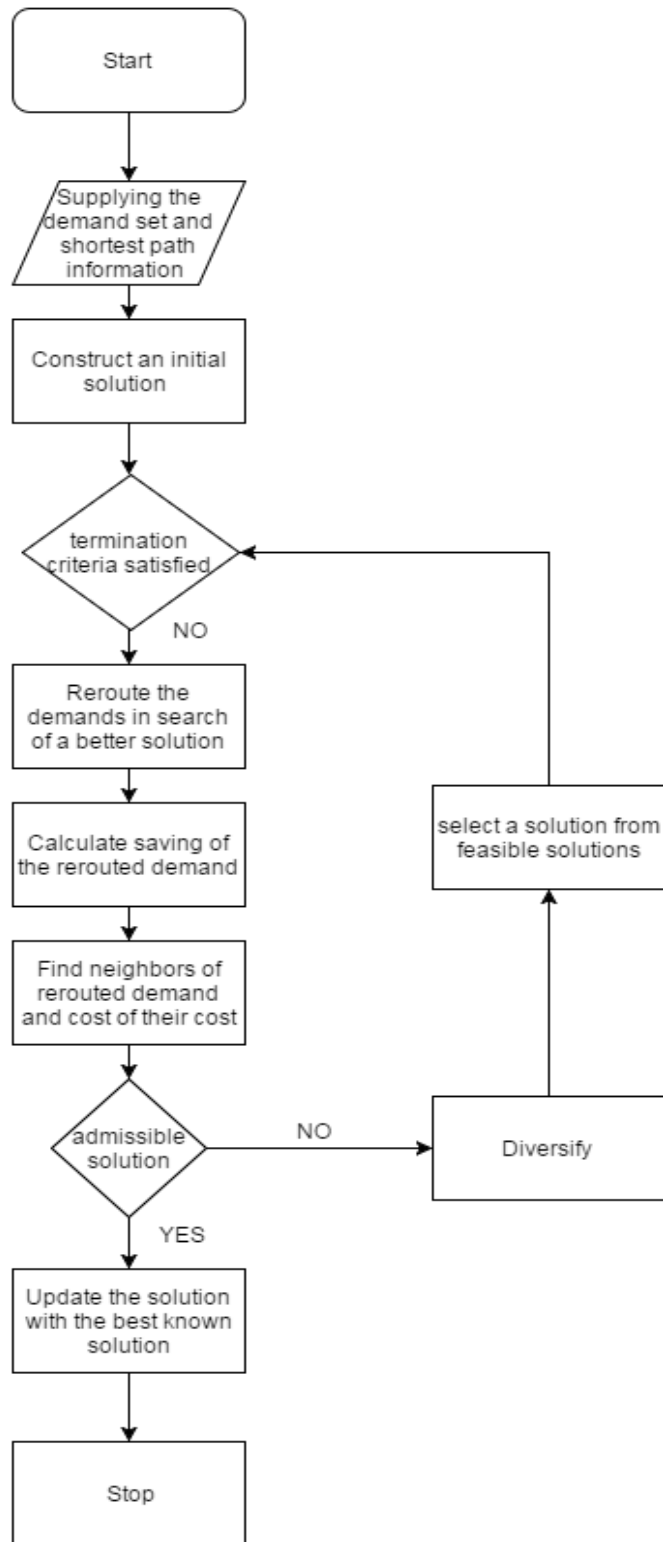 Start
Supplying the
demand set and
shortest path
information
Construct an initial
solution
termination
criteria satisfied
NO
Reroute the
demands in search
of a better solution
Calculate saving of
the rerouted demand
Find neighbors of
rerouted demand
and cost of their cost
admissible
solution
NO
YES
Update the solution
with the best known
solution
Stop
Diversify
select a solution from
feasible solutions